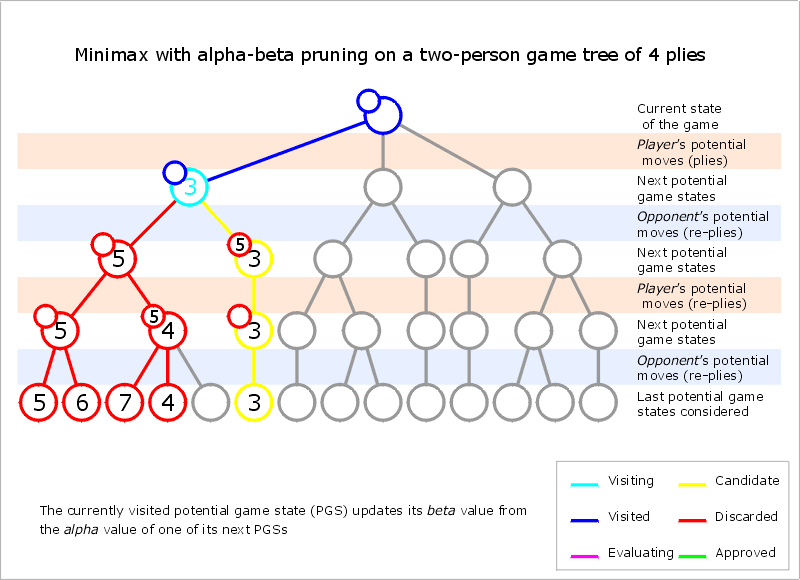 Minimax with alpha-beta pruning on a two-person game tree of 4 plies
Current state
of the game
Player's potential
moves (plies)
3
Next potential
game states
Opponent's potential
moves (re-plies)
5
5
3
Next potential
game states
Player's potential
moves (re-plies)
5
5
4
3
Next potential
game states
Opponent's potential
moves (re-plies)
5
6
7
4
3
Last potential game
states considered
The currently visited potential game state (PGS) updates its beta value from
the alpha value of one of its next PGSs
Visiting
Candidate
Visited
Discarded
Evaluating
Approved